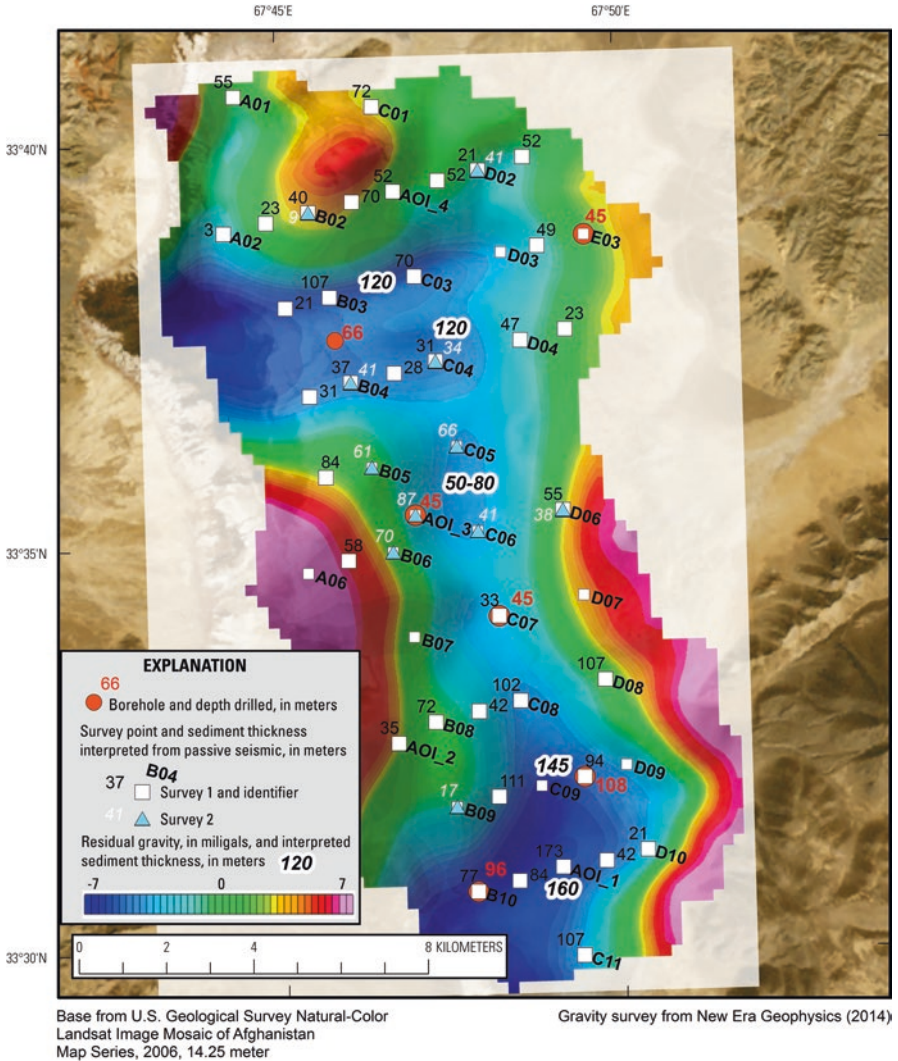 67°45'E 67°50'E
33°40'N
33°35'N
33°30'N
55 A01
72 C01
52
21 41 D02
52
52 AOI_4
70
40 9 B02
23
3 A02
45 E03
49
D03
70 C03
120
107 B03
21
66
120
31 34 C04
28
37 41 B04
31
47 D04
23
66 C05
61 B05
84
50-80
87 45 AOI_3
41 C06
55 38 D06
70 B06
58
A06
33 45 C07
D07
B07
107 D08
102 C08
42
72 B08
35 AOI_2
145
94 108
D09
C09
111
17 B09
21 D10
42
173 AOI_1
160
84
77 96 B10
107 C11
EXPLANATION
66
Borehole and depth drilled, in meters
Survey point and sediment thickness
interpreted from passive seismic, in meters
37 B04 Survey 1 and identifier
41 Survey 2
Residual gravity, in miligals, and interpreted
sediment thickness, in meters 120
-7 0 7
0 2 4 8 KILOMETERS
Base from U.S. Geological Survey Natural-Color
Landsat Image Mosaic of Afghanistan
Map Series, 2006, 14.25 meter
Gravity survey from New Era Geophysics (2014)